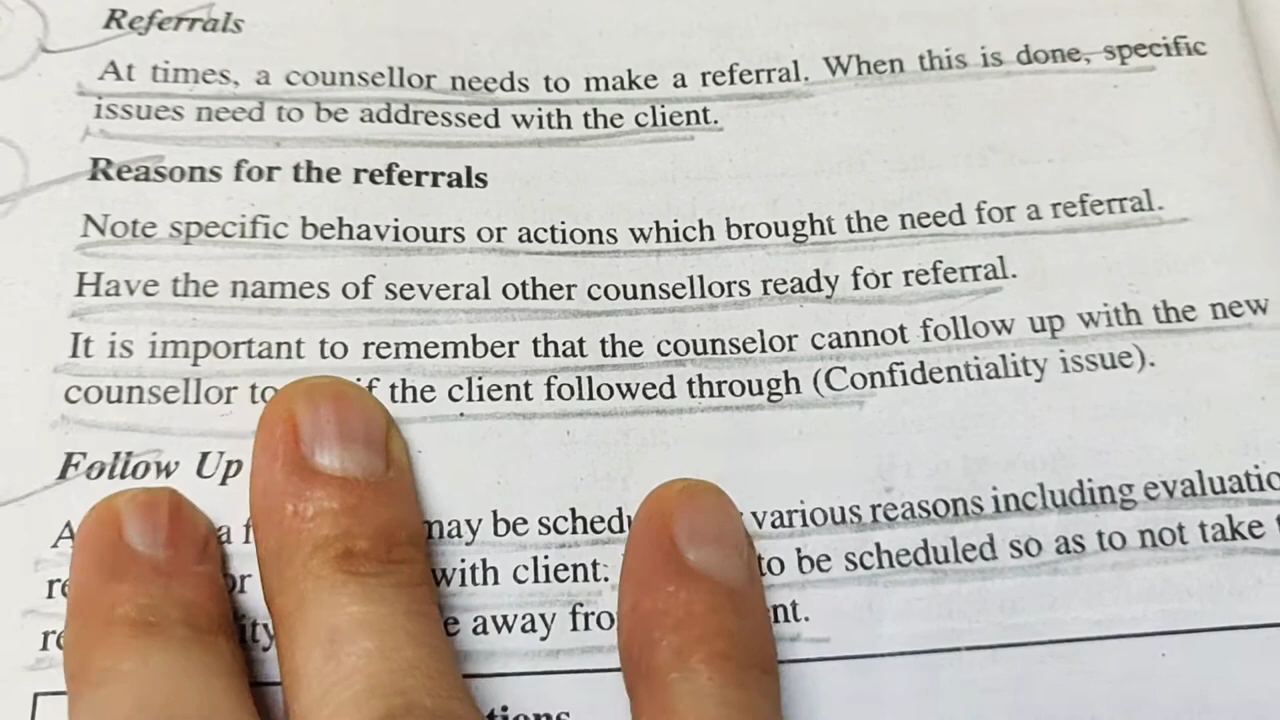 Referrals
At times, a counsellor needs to make a referral. When this is done, specific
issues need to be addressed with the client.
Reasons for the referrals
Note specific behaviours or actions which brought the need for a referral.
Have the names of several other counsellors ready for referral.
It is important to remember that the counselor cannot follow up with the new
counsellor to if the client followed through (Confidentiality issue).
Follow Up
A a may be various reasons including
with client: to be scheduled so as to not take
away